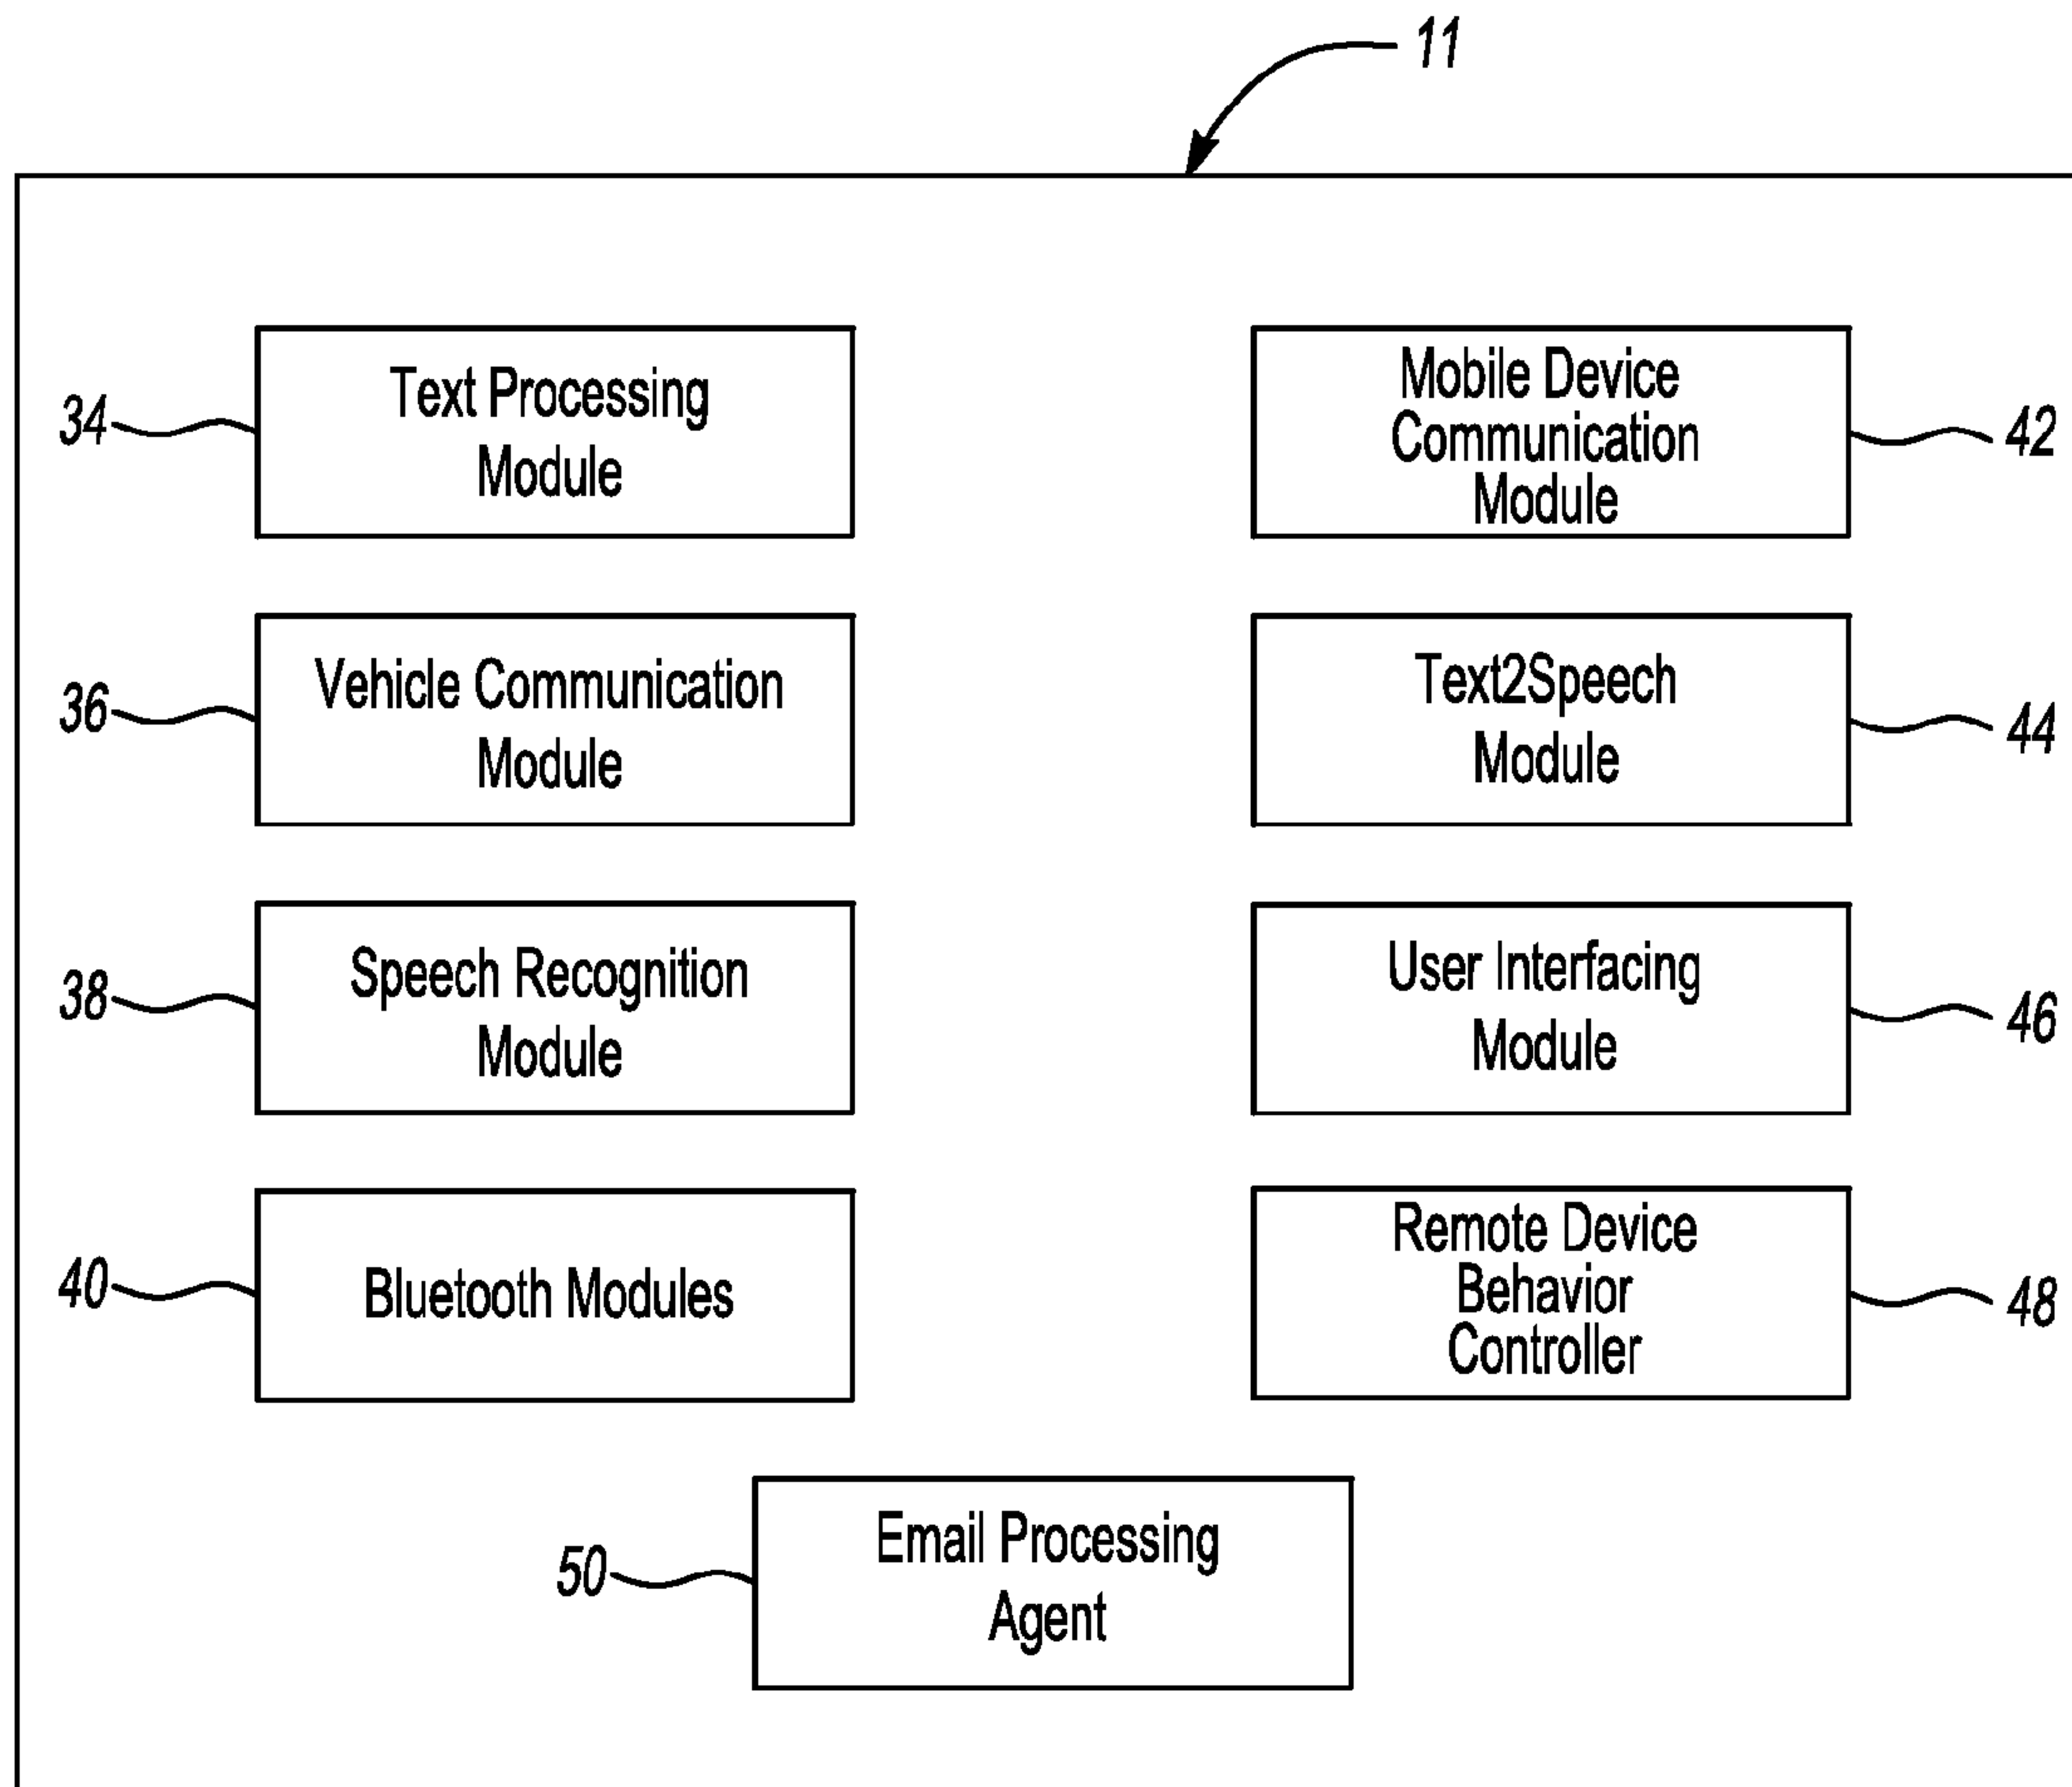 11
34
Text Processing
Module
Mobile Device
Communication
Module
42
36
Vehicle Communication
Module
Text2Speech
Module
44
38
Speech Recognition
Module
User Interfacing
Module
46
40
Bluetooth Modules
Remote Device
Behavior
Controller
48
50
Email Processing
Agent